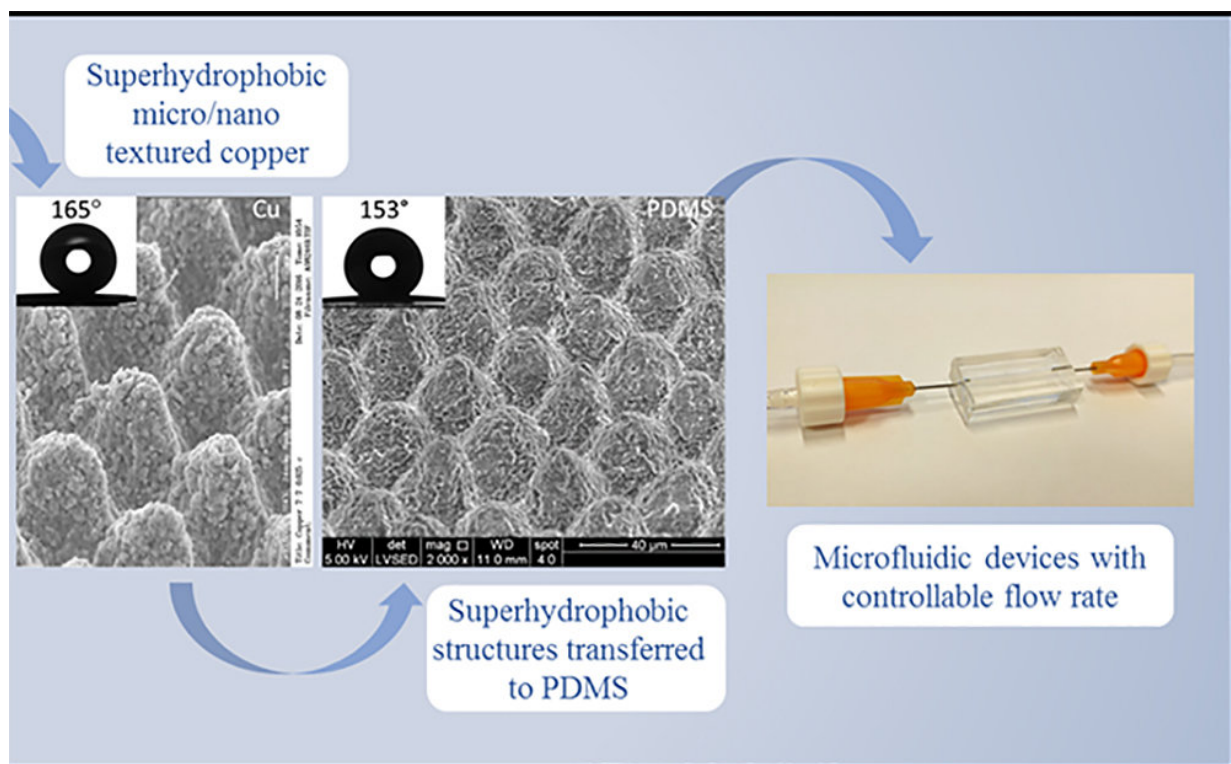 Superhydrophobic
micro/nano
textured copper
165°
Cu
153°
PDMS
HV det mag WD spot
5.00 kV LVSED 2 000 x 11.0 mm 4.0 40 µm
Superhydrophobic
structures transferred
to PDMS
Microfluidic devices with
controllable flow rate